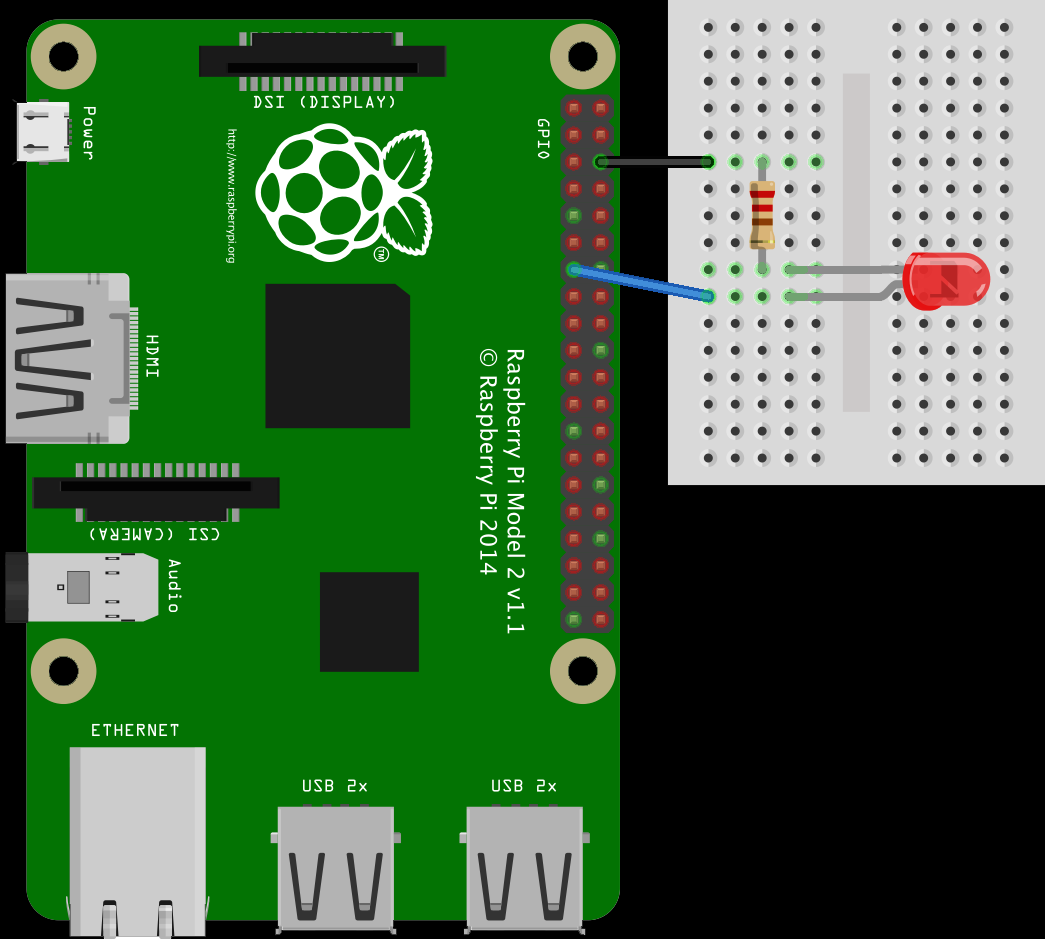 DSI (DISPLAY)
Power
http://www.raspberrypi.org
GPIO
TM
HDMI
Raspberry Pi Model 2 v1.1
© Raspberry Pi 2014
CSI (CAMERA)
Audio
ETHERNET
USB 2x
USB 2x